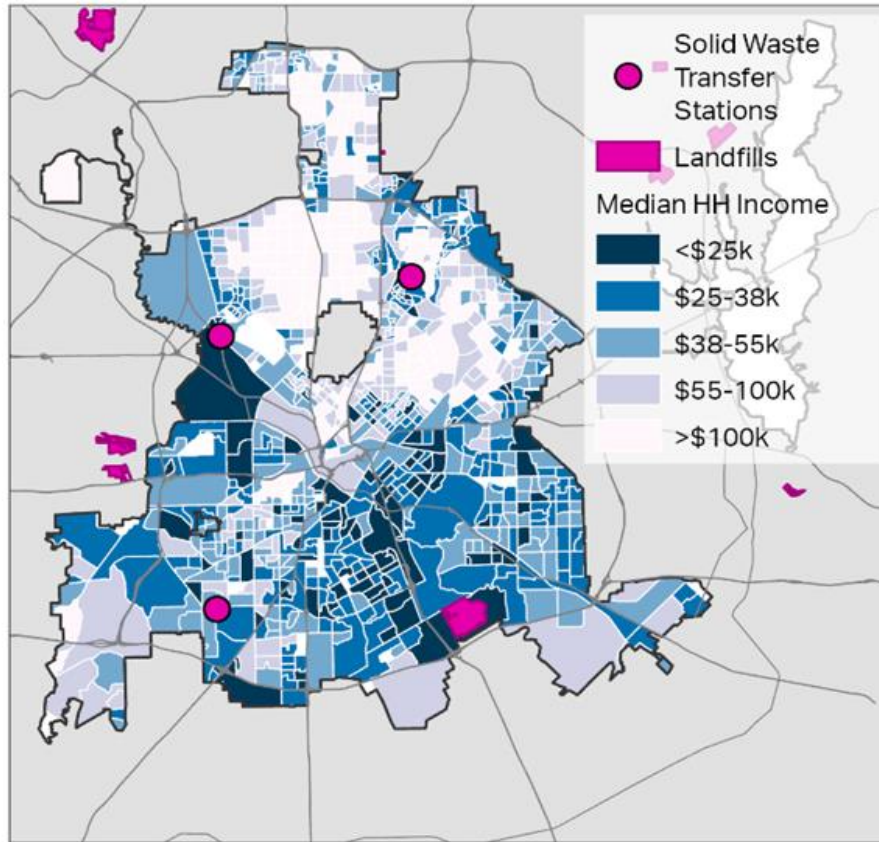 Solid Waste
Transfer
Stations
Landfills
Median HH Income
<$25k
$25-38k
$38-55k
$55-100k
>$100k